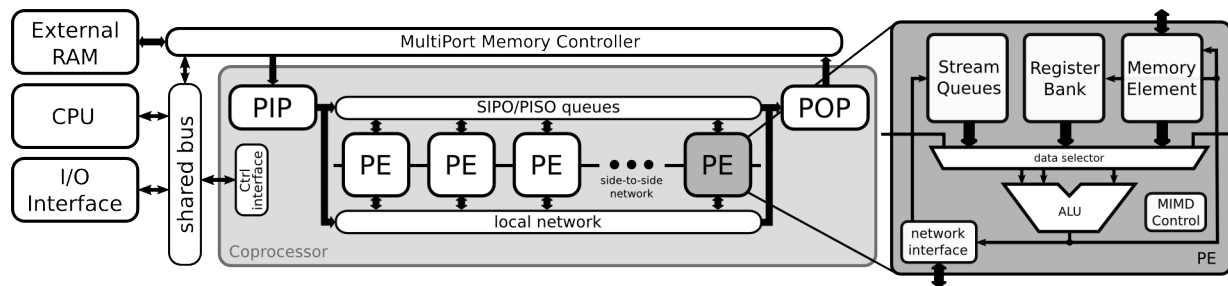 External
RAM
MultiPort Memory Controller
CPU
I/O
Interface
shared bus
Coprocessor
PIP
Ctrl
interface
SIPO/PISO queues
POP
PE
PE
PE
PE
side-to-side
network
local network
Stream
Queues
Register
Bank
Memory
Element
data selector
ALU
MIMD
Control
network
interface
PE